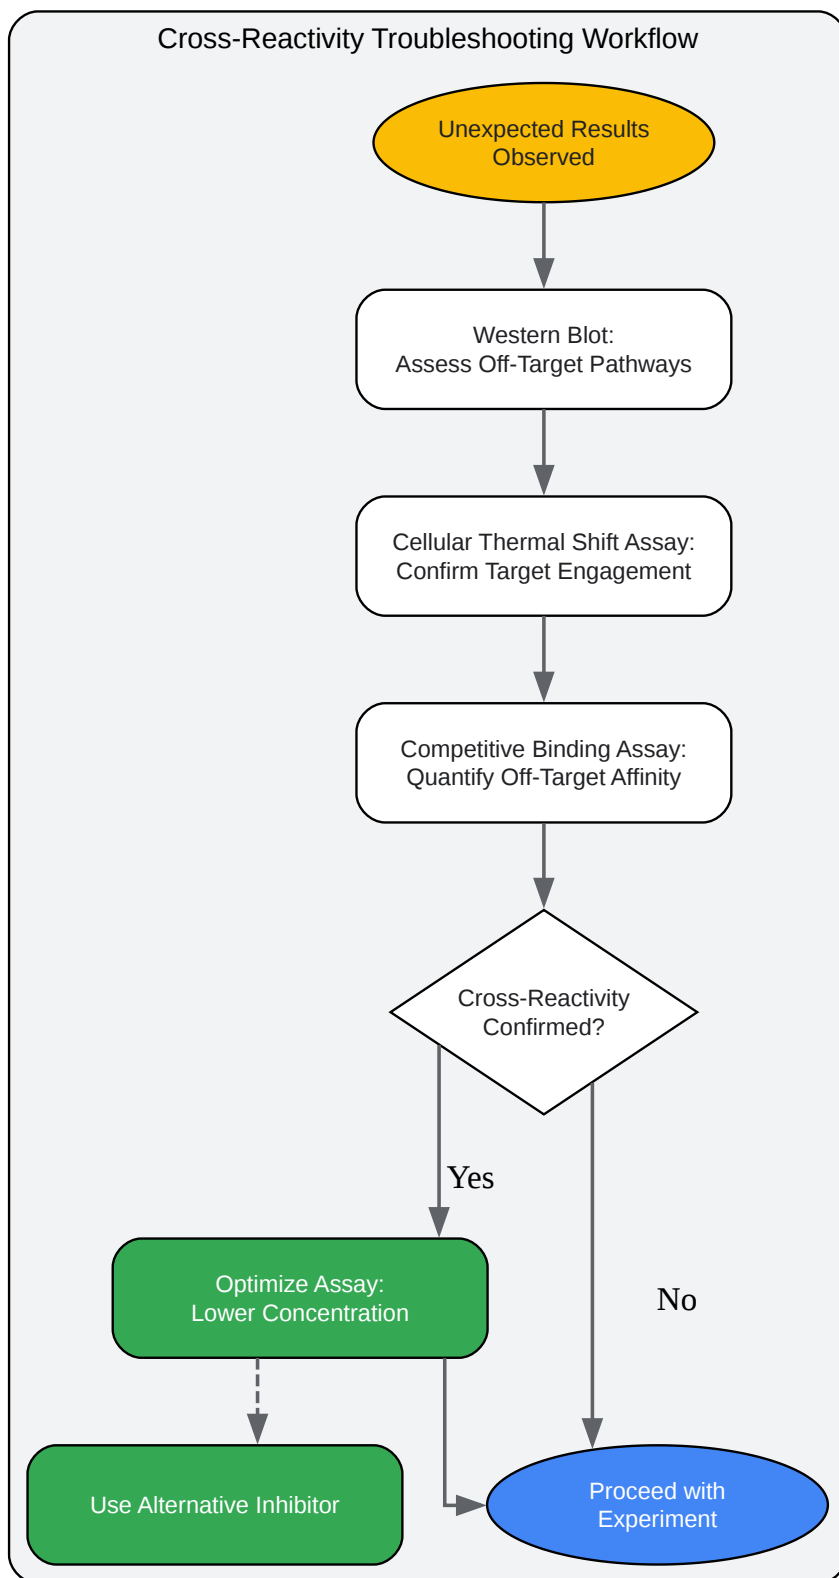 Cross-Reactivity Troubleshooting Workflow
Unexpected Results
Observed
Western Blot:
Assess Off-Target Pathways
Cellular Thermal Shift Assay:
Confirm Target Engagement
Competitive Binding Assay:
Quantify Off-Target Affinity
Cross-Reactivity
Confirmed?
Yes
No
Optimize Assay:
Lower Concentration
Use Alternative Inhibitor
Proceed with
Experiment